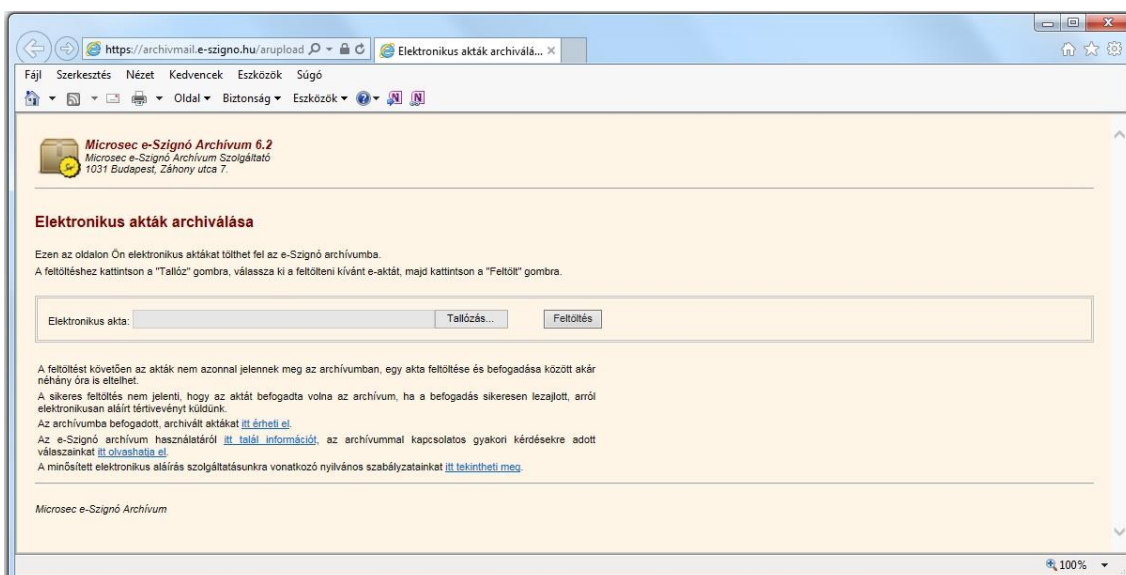 https://archivmail.e-szigno.hu/arupload
Elektronikus akták archiválá... ×
Fájl Szerkesztés Nézet Kedvencek Eszközök Súgó
Oldal Biztonság Eszközök
Microsec e-Szignó Archívum 6.2
Microsec e-Szignó Archívum Szolgáltató
1031 Budapest, Záhony utca 7.
Elektronikus akták archiválása
Ezen az oldalon Ön elektronikus aktákat tölthet fel az e-Szignó archívumba.
A feltöltéshez kattintson a "Tallóz" gombra, válassza ki a feltölteni kívánt e-aktát, majd kattintson a "Feltölt" gombra.
Elektronikus akta: Tallózás... Feltöltés
A feltöltést követően az akták nem azonnal jelennek meg az archívumban, egy akta feltöltése és befogadása között akár
néhány óra is eltelhet.
A sikeres feltöltés nem jelenti, hogy az aktát befogadta volna az archívum, ha a befogadás sikeresen lezajlott, arról
elektronikusan aláírt tértivevényt küldünk.
Az archívumba befogadott, archivált aktákat itt érheti el.
Az e-Szignó archívum használatáról itt talál információt, az archívummal kapcsolatos gyakori kérdésekre adott
válaszainkat itt olvashatja el.
A minősített elektronikus aláírás szolgáltatásunkra vonatkozó nyilvános szabályzatainkat itt tekintheti meg.
Microsec e-Szignó Archívum
100%